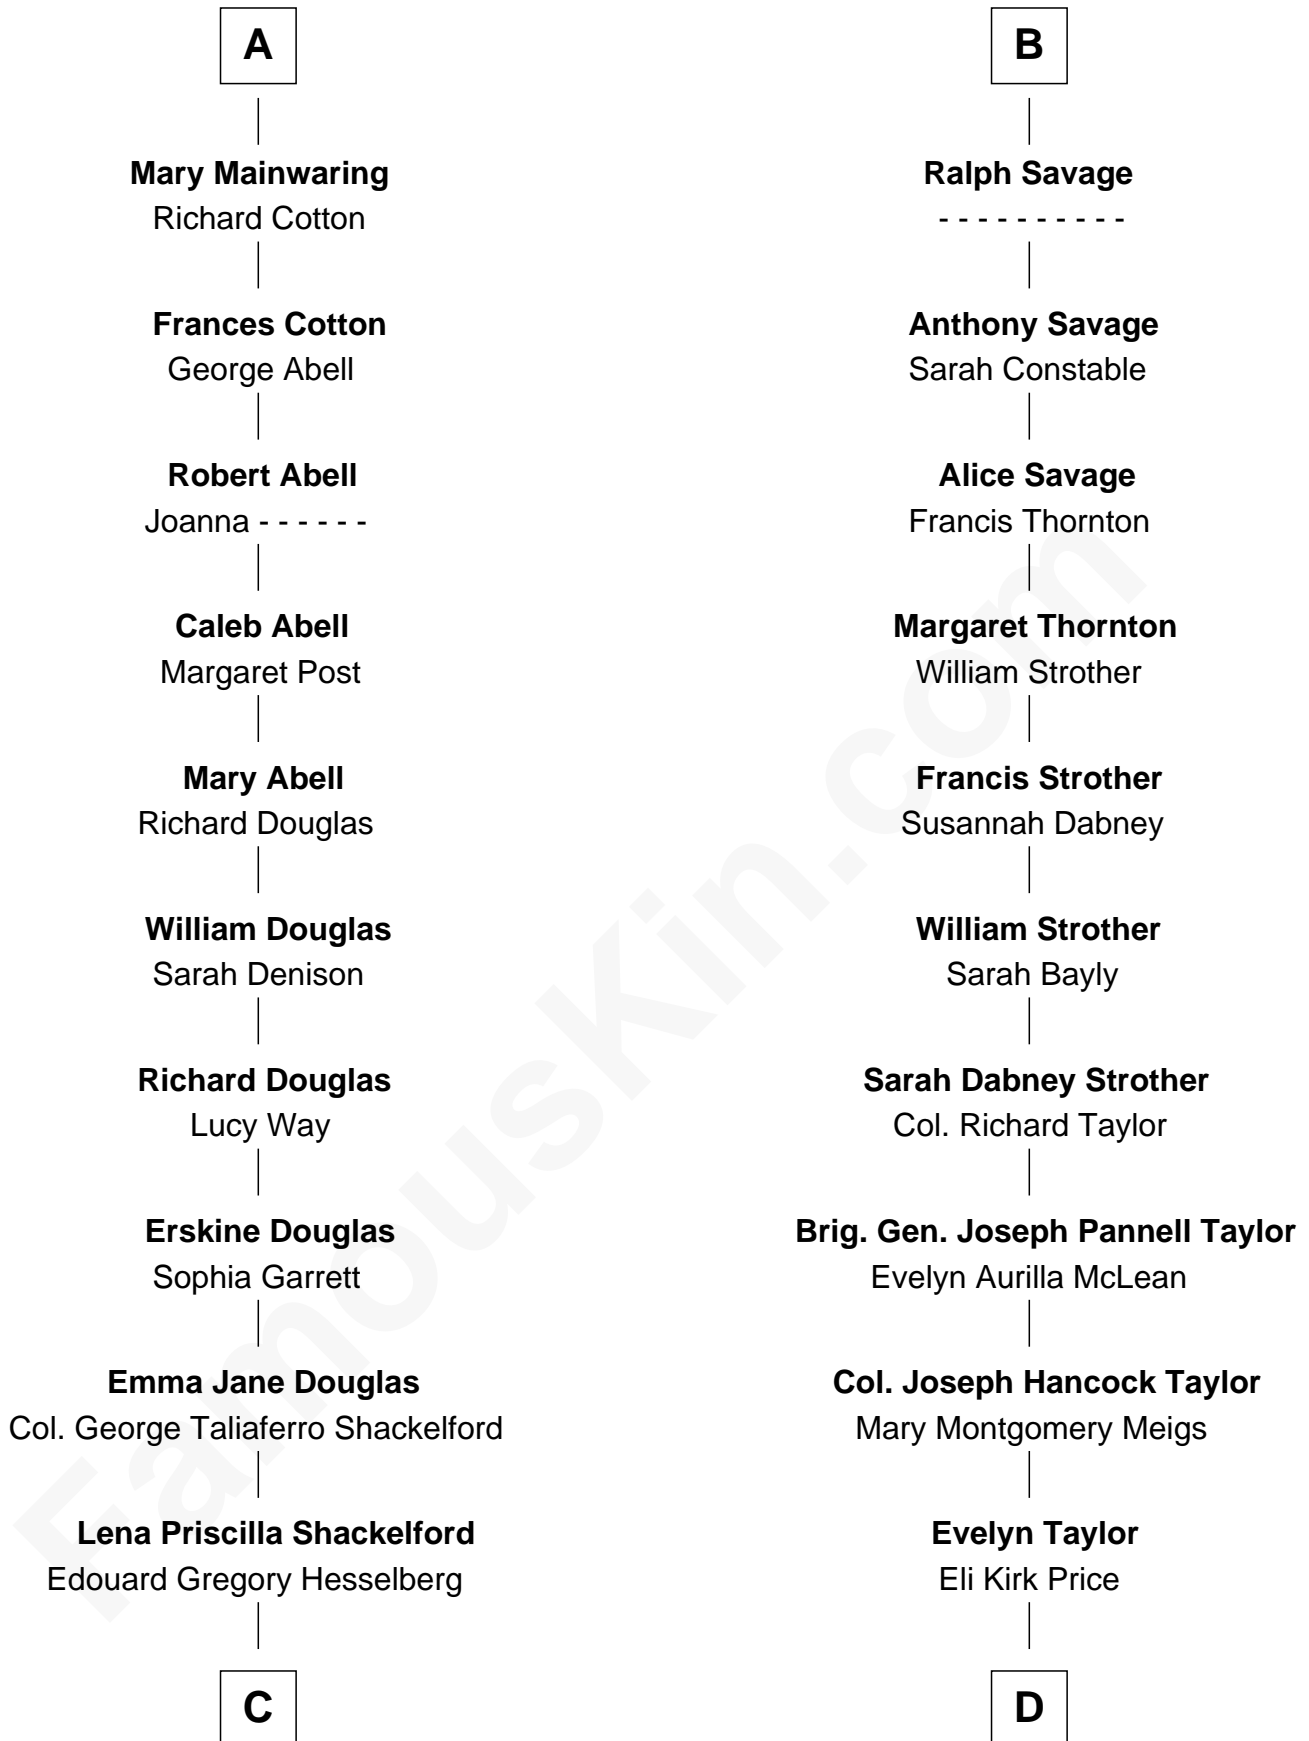 A
Mary Mainwaring
Richard Cotton
Frances Cotton
George Abell
Robert Abell
Joanna - - - - - -
Caleb Abell
Margaret Post
Mary Abell
Richard Douglas
William Douglas
Sarah Denison
Richard Douglas
Lucy Way
Erskine Douglas
Sophia Garrett
Emma Jane Douglas
Col. George Taliaferro Shackelford
Lena Priscilla Shackelford
Edouard Gregory Hesselberg
C
B
Ralph Savage
- - - - - - - - - -
Anthony Savage
Sarah Constable
Alice Savage
Francis Thornton
Margaret Thornton
William Strother
Francis Strother
Susannah Dabney
William Strother
Sarah Bayly
Sarah Dabney Strother
Col. Richard Taylor
Brig. Gen. Joseph Pannell Taylor
Evelyn Aurilla McLean
Col. Joseph Hancock Taylor
Mary Montgomery Meigs
Evelyn Taylor
Eli Kirk Price
D
FamousKin.com